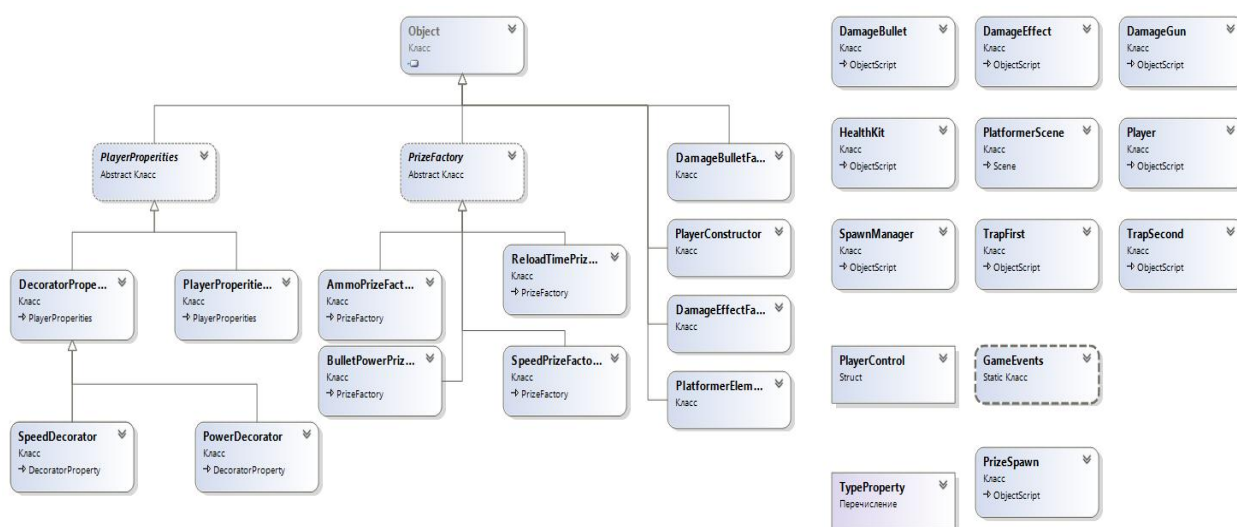 Object
Класс
PlayerProperities
Abstract Класс
PrizeFactory
Abstract Класс
DamageBulletFa...
Класс
PlayerConstructor
Класс
DamageEffectFa...
Класс
PlatformerElem...
Класс
DecoratorPrope...
Класс
PlayerProperities
PlayerProperitie...
Класс
PlayerProperities
AmmoPrizeFact...
Класс
PrizeFactory
ReloadTimePriz...
Класс
PrizeFactory
BulletPowerPriz...
Класс
PrizeFactory
SpeedPrizeFacto...
Класс
PrizeFactory
SpeedDecorator
Класс
DecoratorProperty
PowerDecorator
Класс
DecoratorProperty
DamageBullet
Класс
ObjectScript
DamageEffect
Класс
ObjectScript
DamageGun
Класс
ObjectScript
HealthKit
Класс
ObjectScript
PlatformerScene
Класс
Scene
Player
Класс
ObjectScript
SpawnManager
Класс
ObjectScript
TrapFirst
Класс
ObjectScript
TrapSecond
Класс
ObjectScript
PlayerControl
Struct
GameEvents
Static Класс
TypeProperty
Перечисление
PrizeSpawn
Класс
ObjectScript